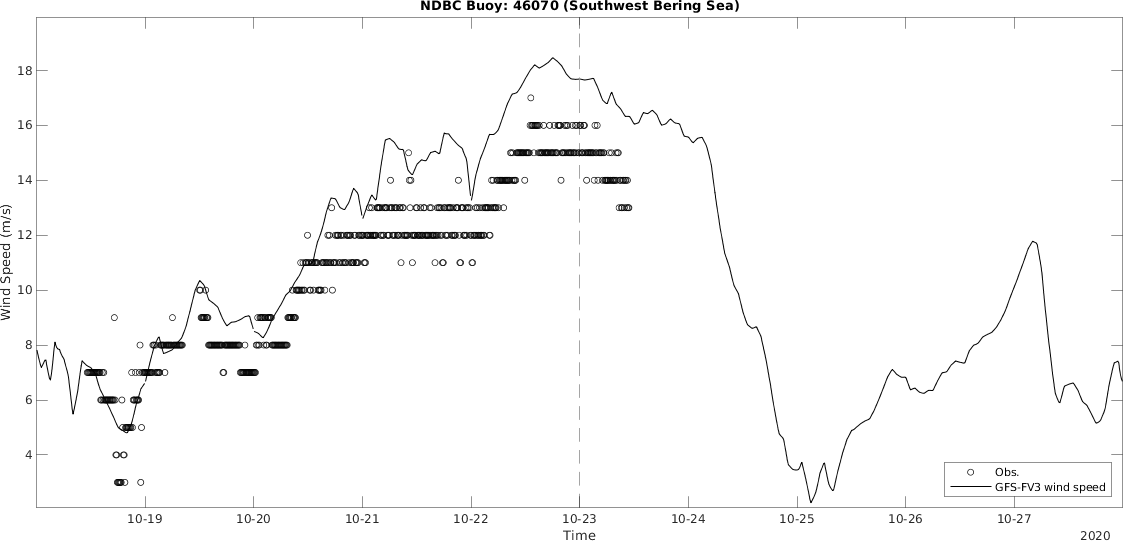 NDBC Buoy: 46070 (Southwest Bering Sea)
18
16
14
12
10
8
6
4
Wind Speed (m/s)
10-19 10-20 10-21 10-22 10-23 10-24 10-25 10-26 10-27
Time
2020
Obs.
GFS-FV3 wind speed